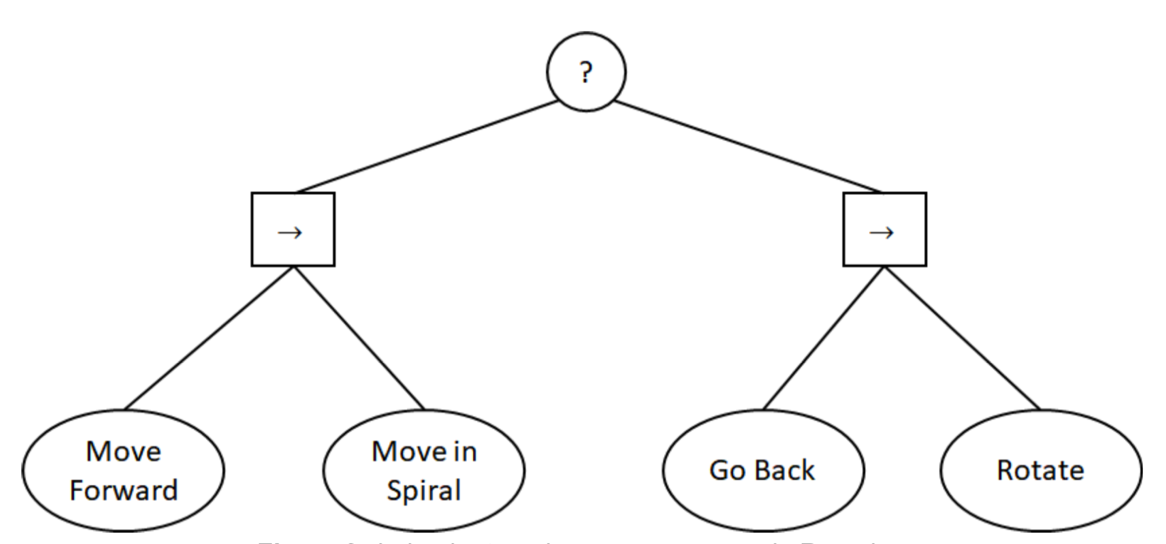 ?
→
→
Move
Forward
Move in
Spiral
Go Back
Rotate